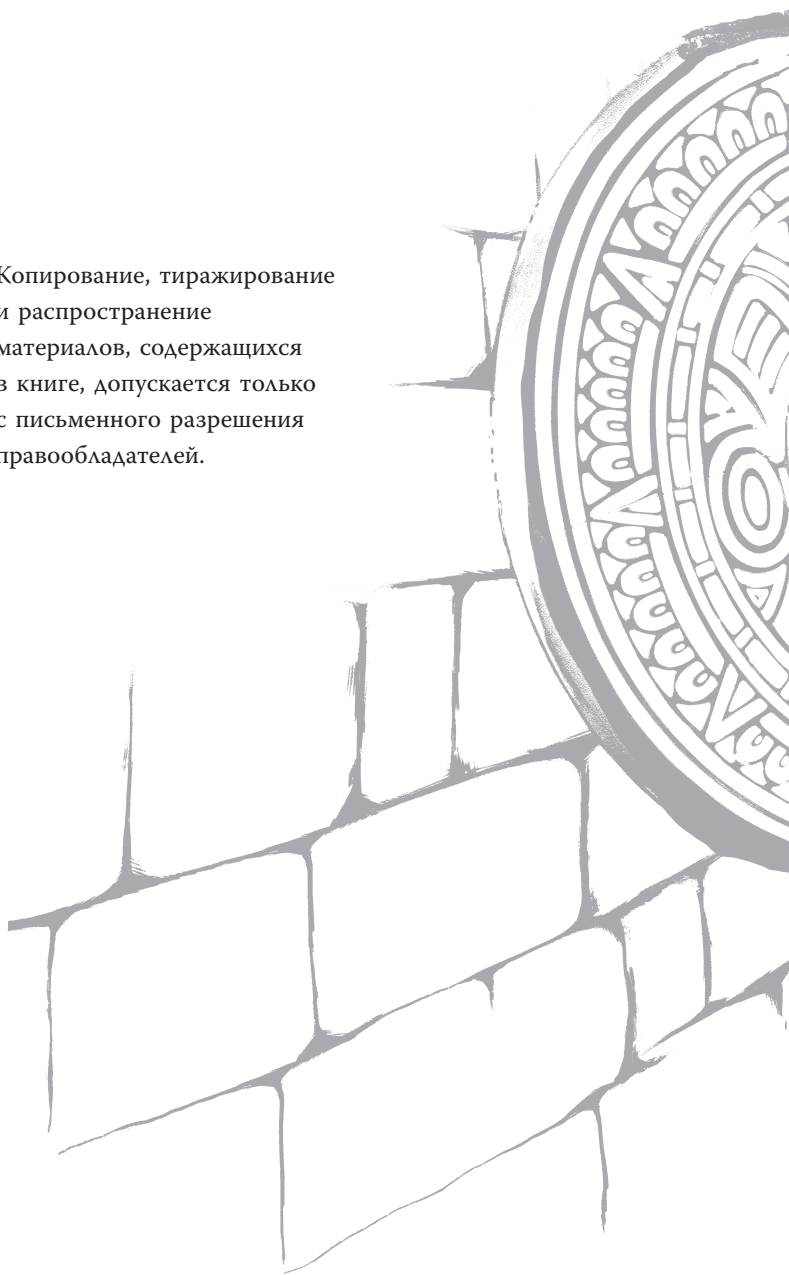 Копирование, тиражирование
и распространение
материалов, содержащихся
в книге, допускается только
с письменного разрешения
правообладателей.